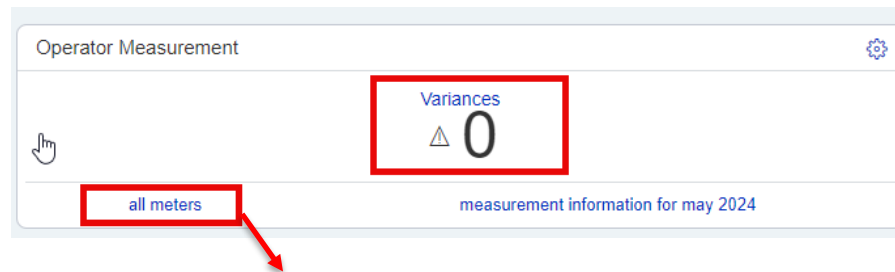 Operator Measurement
Variances
0
all meters
measurement information for may 2024